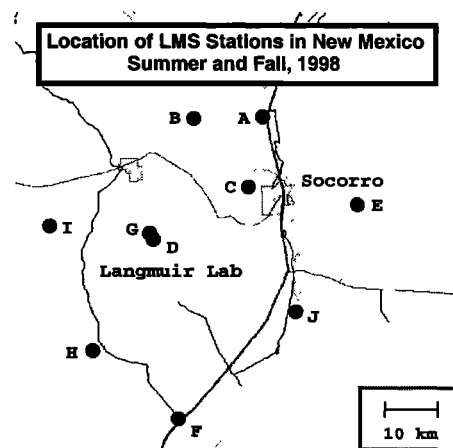 Location of LMS Stations in New Mexico
Summer and Fall, 1998
B
A
C
Socorro
E
I
G
D
Langmuir Lab
J
H
F
10 km